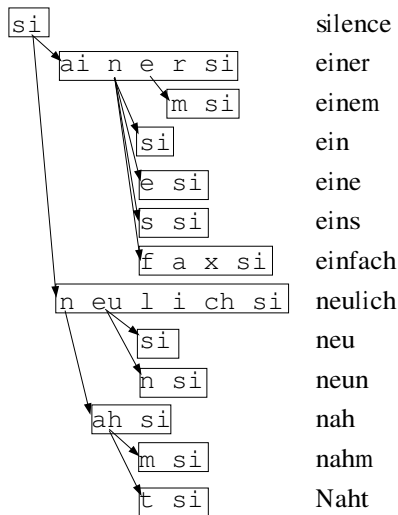 si silence
ai n e r si einer
m si einem
si ein
e si eine
s si eins
f a x si einfach
n eu l i ch si neulich
si neu
n si neun
ah si nah
m si nahm
t si Naht